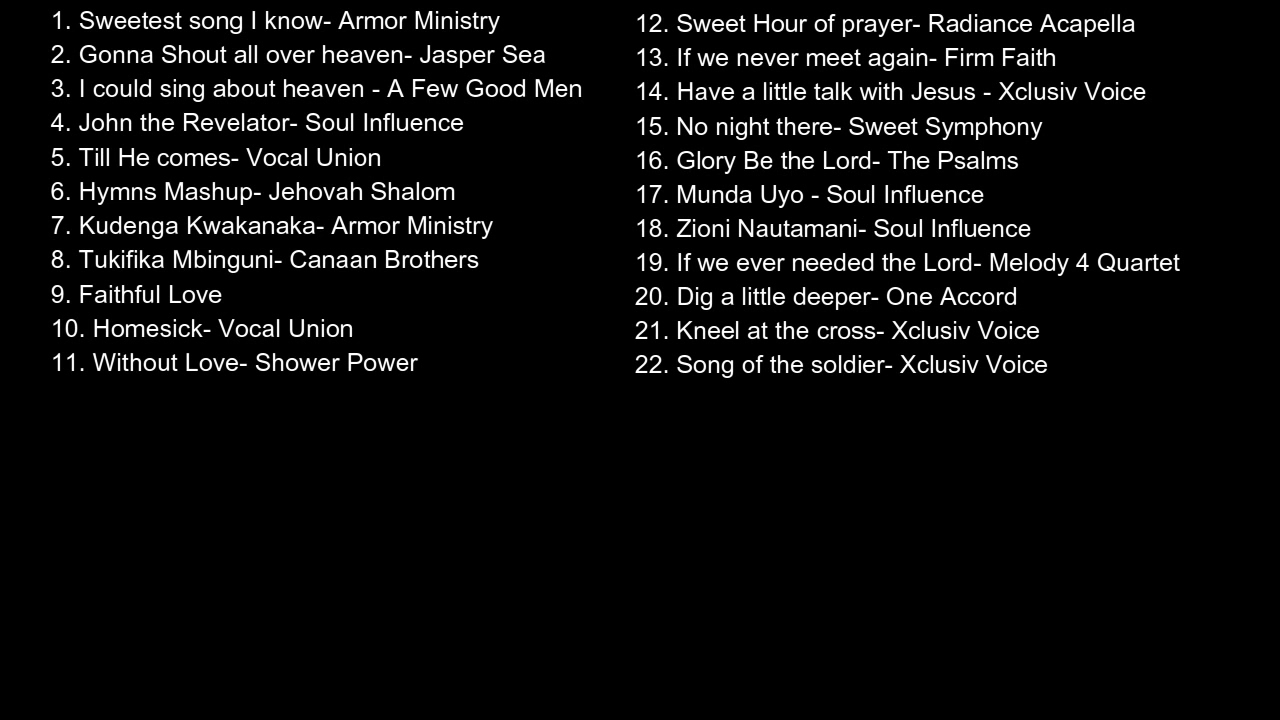 1. Sweetest song I know- Armor Ministry
2. Gonna Shout all over heaven- Jasper Sea
3. I could sing about heaven - A Few Good Men
4. John the Revelator- Soul Influence
5. Till He comes- Vocal Union
6. Hymns Mashup- Jehovah Shalom
7. Kudenga Kwakanaka- Armor Ministry
8. Tukifika Mbinguni- Canaan Brothers
9. Faithful Love
10. Homesick- Vocal Union
11. Without Love- Shower Power
12. Sweet Hour of prayer- Radiance Acapella
13. If we never meet again- Firm Faith
14. Have a little talk with Jesus - Xclusiv Voice
15. No night there- Sweet Symphony
16. Glory Be the Lord- The Psalms
17. Munda Uyo - Soul Influence
18. Zioni Nautamani- Soul Influence
19. If we ever needed the Lord- Melody 4 Quartet
20. Dig a little deeper- One Accord
21. Kneel at the cross- Xclusiv Voice
22. Song of the soldier- Xclusiv Voice